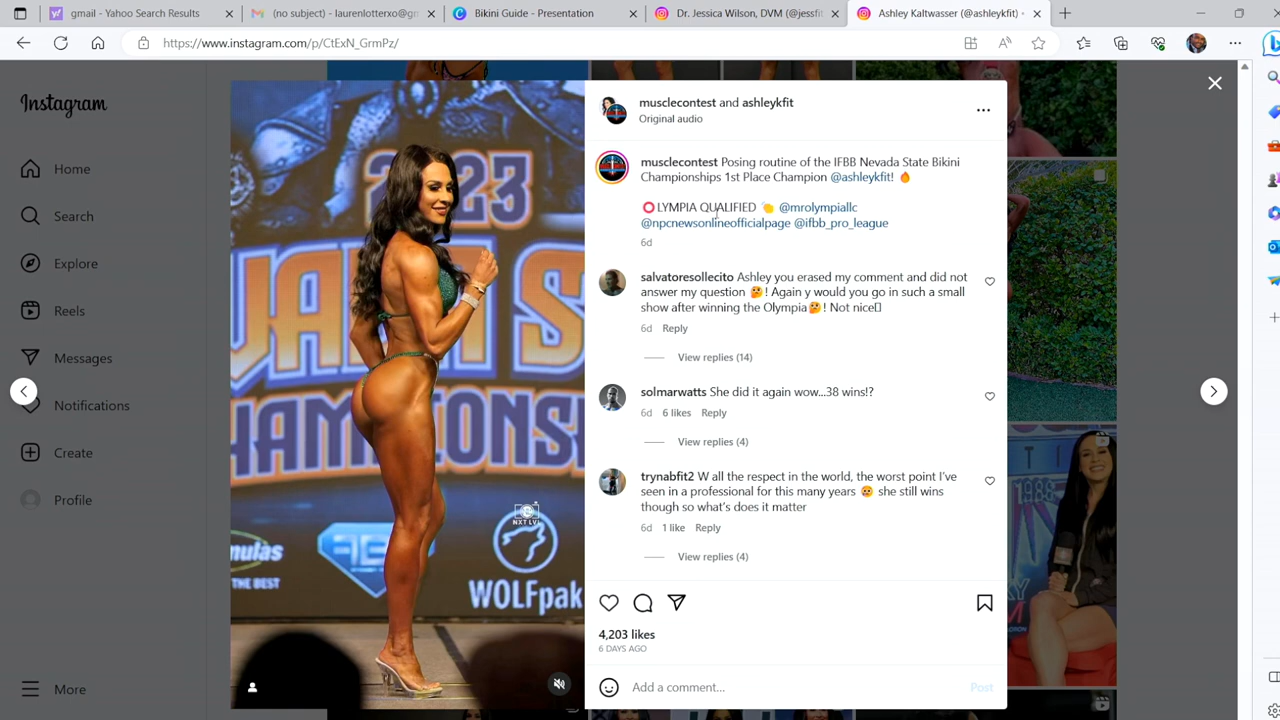 gmail - Yahoo Search Results
(no subject) - laurenlotterxo@gm
Bikini Guide - Presentation
Dr. Jessica Wilson, DVM (@jessfit
Ashley Kaltwasser (@ashleykfit) •
https://www.instagram.com/p/CtExN_GrmPz/
Instagram
Home
Search
Explore
Reels
Messages
Notifications
Create
Profile
More
2023
HAMPIONS
THE BEST
NXT LVL
WOLFpak
musclecontest and ashleykfit
Original audio
musclecontest Posing routine of the IFBB Nevada State Bikini
Championships 1st Place Champion @ashleykfit! 🔥
⭕LYMPIA QUALIFIED 👏 @mrolympiallc
@npcnewsonlineofficialpage @ifbb_pro_league
6d
salvatoresollecito Ashley you erased my comment and did not
answer my question 🤔! Again y would you go in such a small
show after winning the Olympia🤔! Not nice
6d Reply
View replies (14)
solmarwatts She did it again wow...38 wins!?
6d 6 likes Reply
View replies (4)
trynabfit2 W all the respect in the world, the worst point I've
seen in a professional for this many years she still wins
though so what's does it matter
6d 1 like Reply
View replies (4)
4,203 likes
6 DAYS AGO
Add a comment...
Post